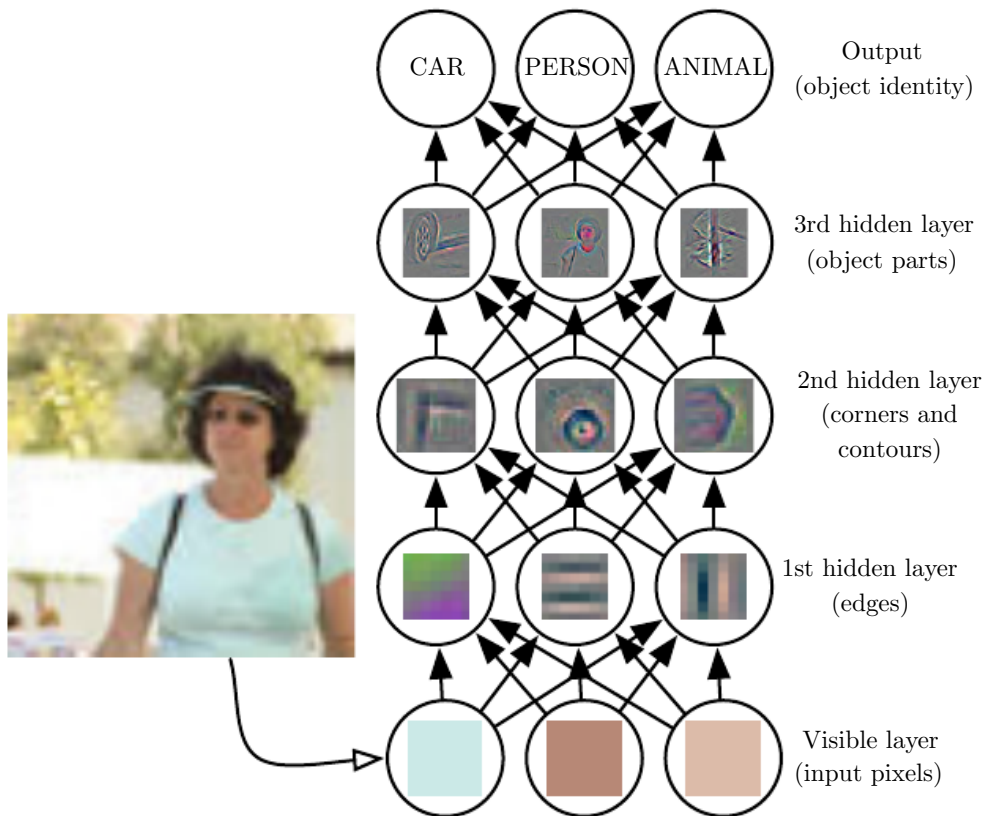 CAR
PERSON
ANIMAL
Output
(object identity)
3rd hidden layer
(object parts)
2nd hidden layer
(corners and
contours)
1st hidden layer
(edges)
Visible layer
(input pixels)